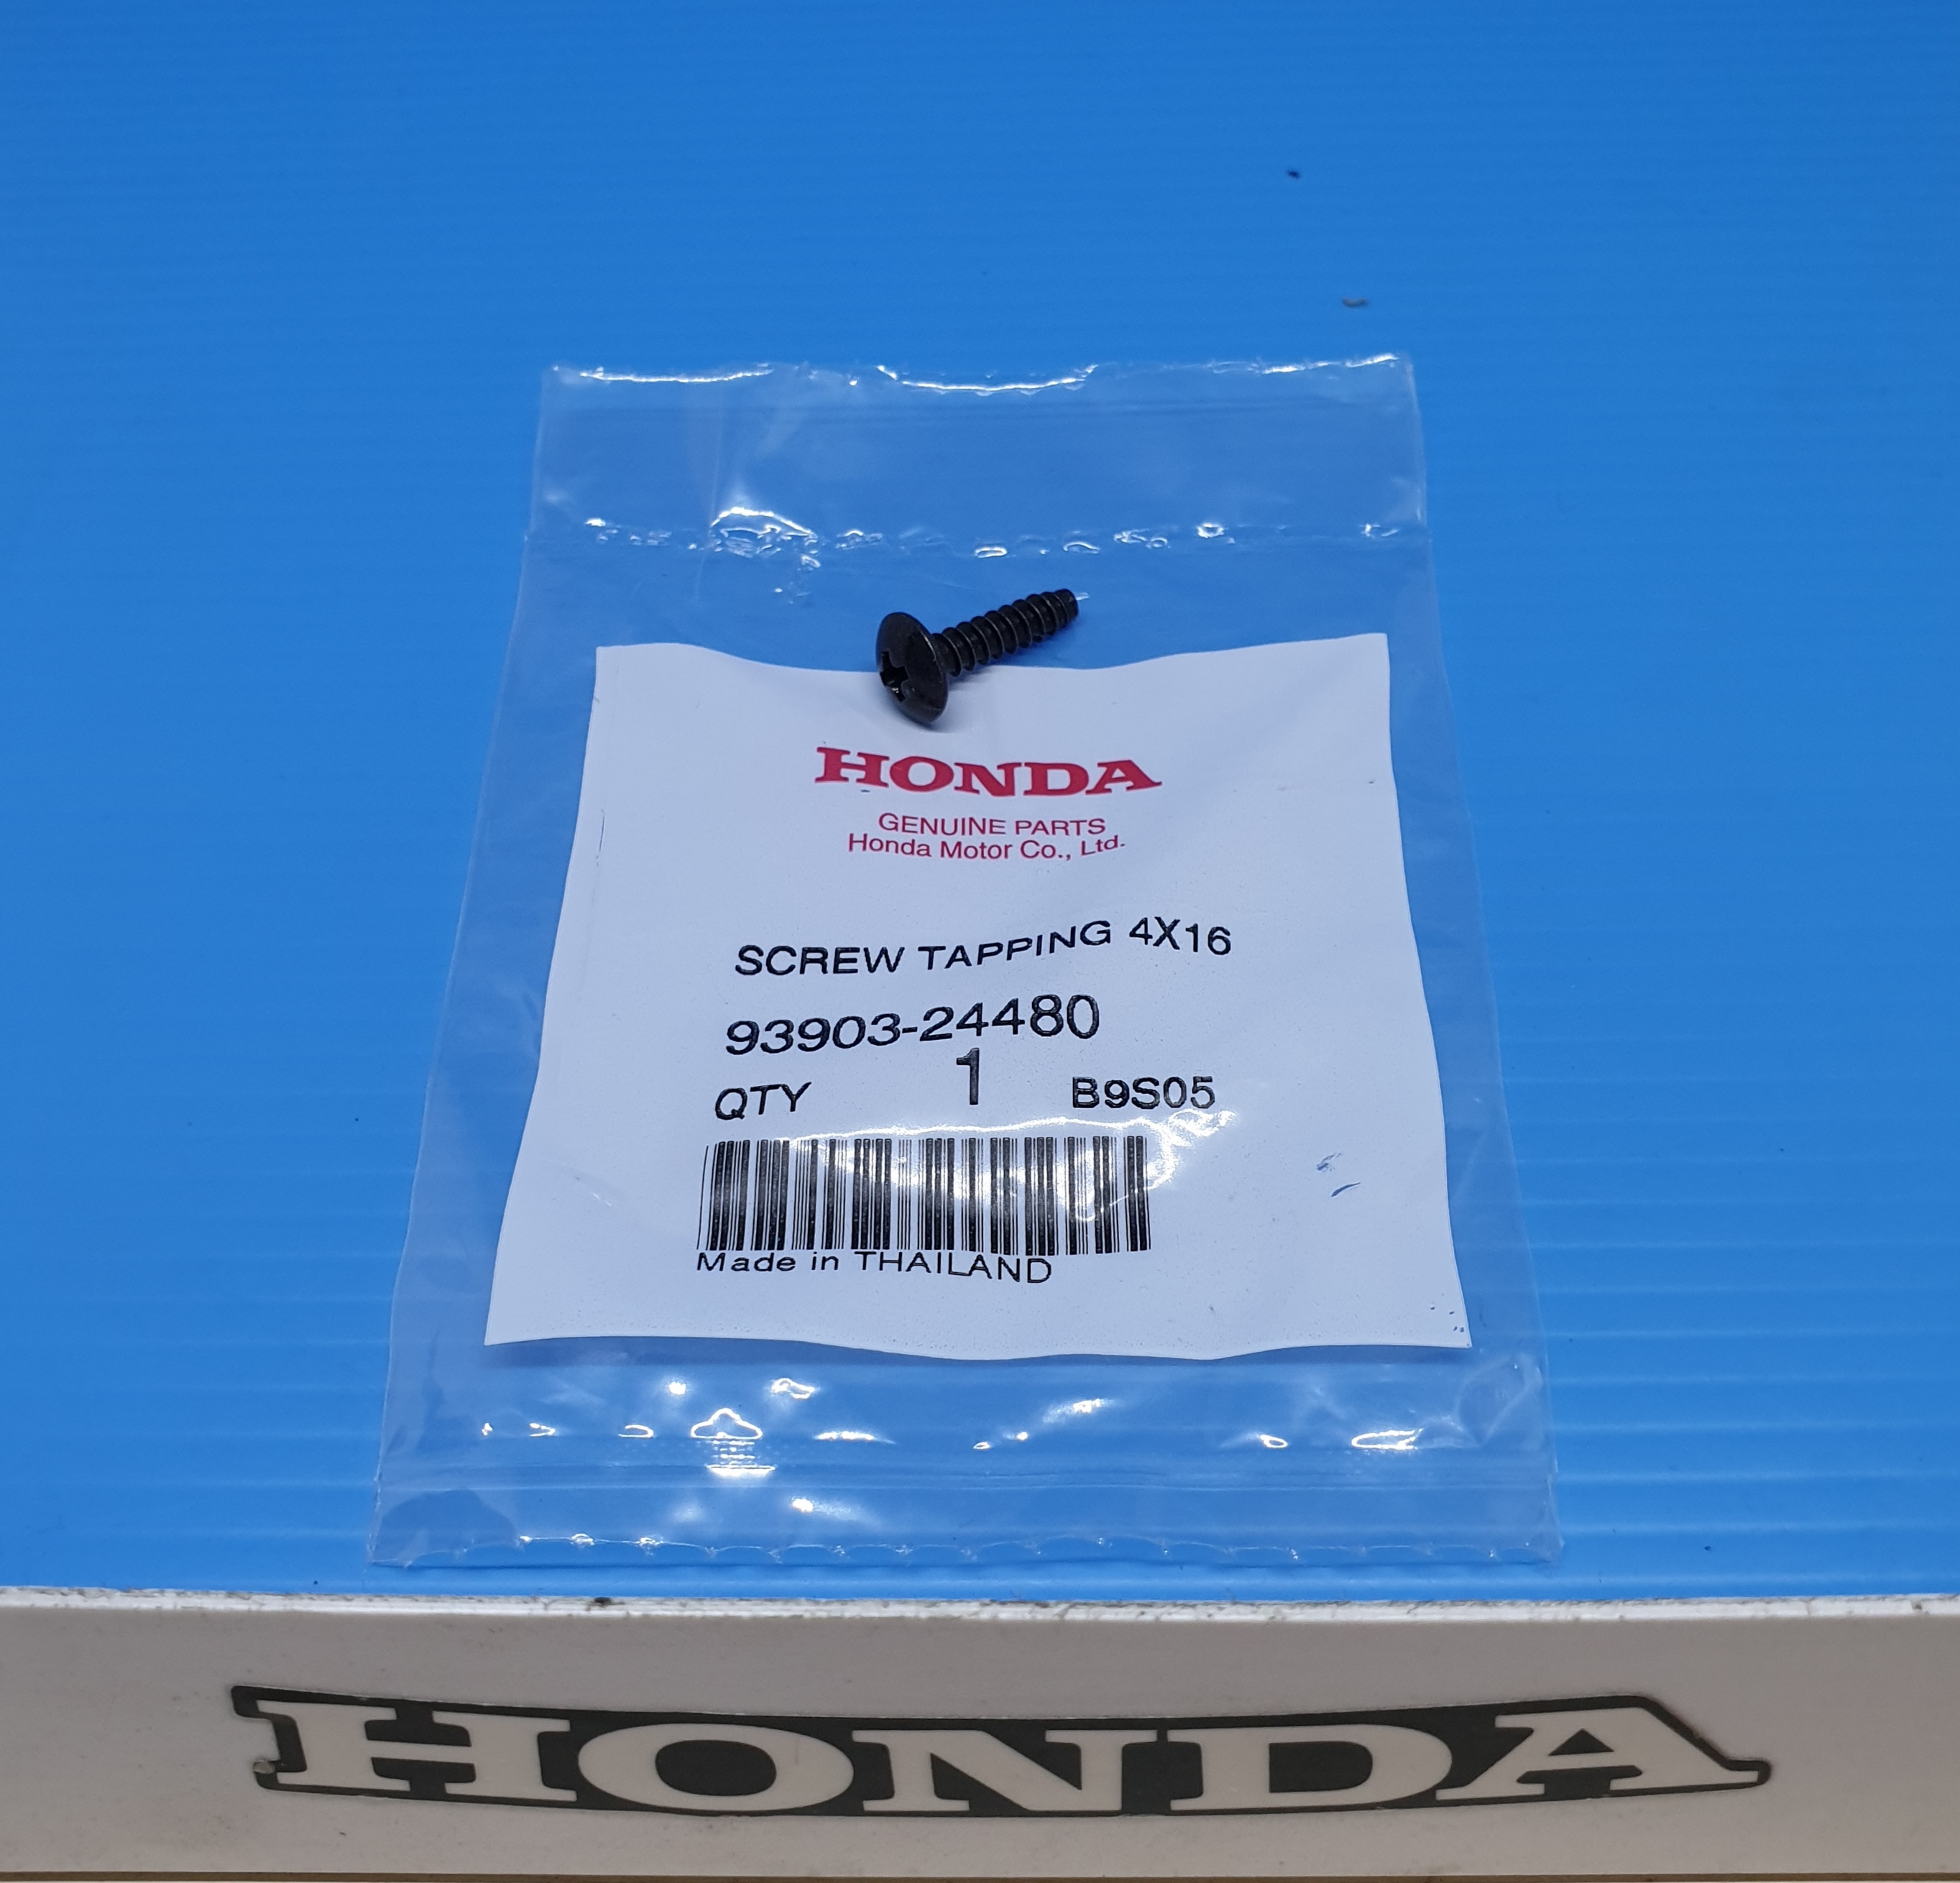 HONDA
GENUINE PARTS
Honda Motor Co., Ltd.
SCREW TAPPING 4X16
93903-24480
QTY 1 B9S05
Made in THAILAND
HONDA